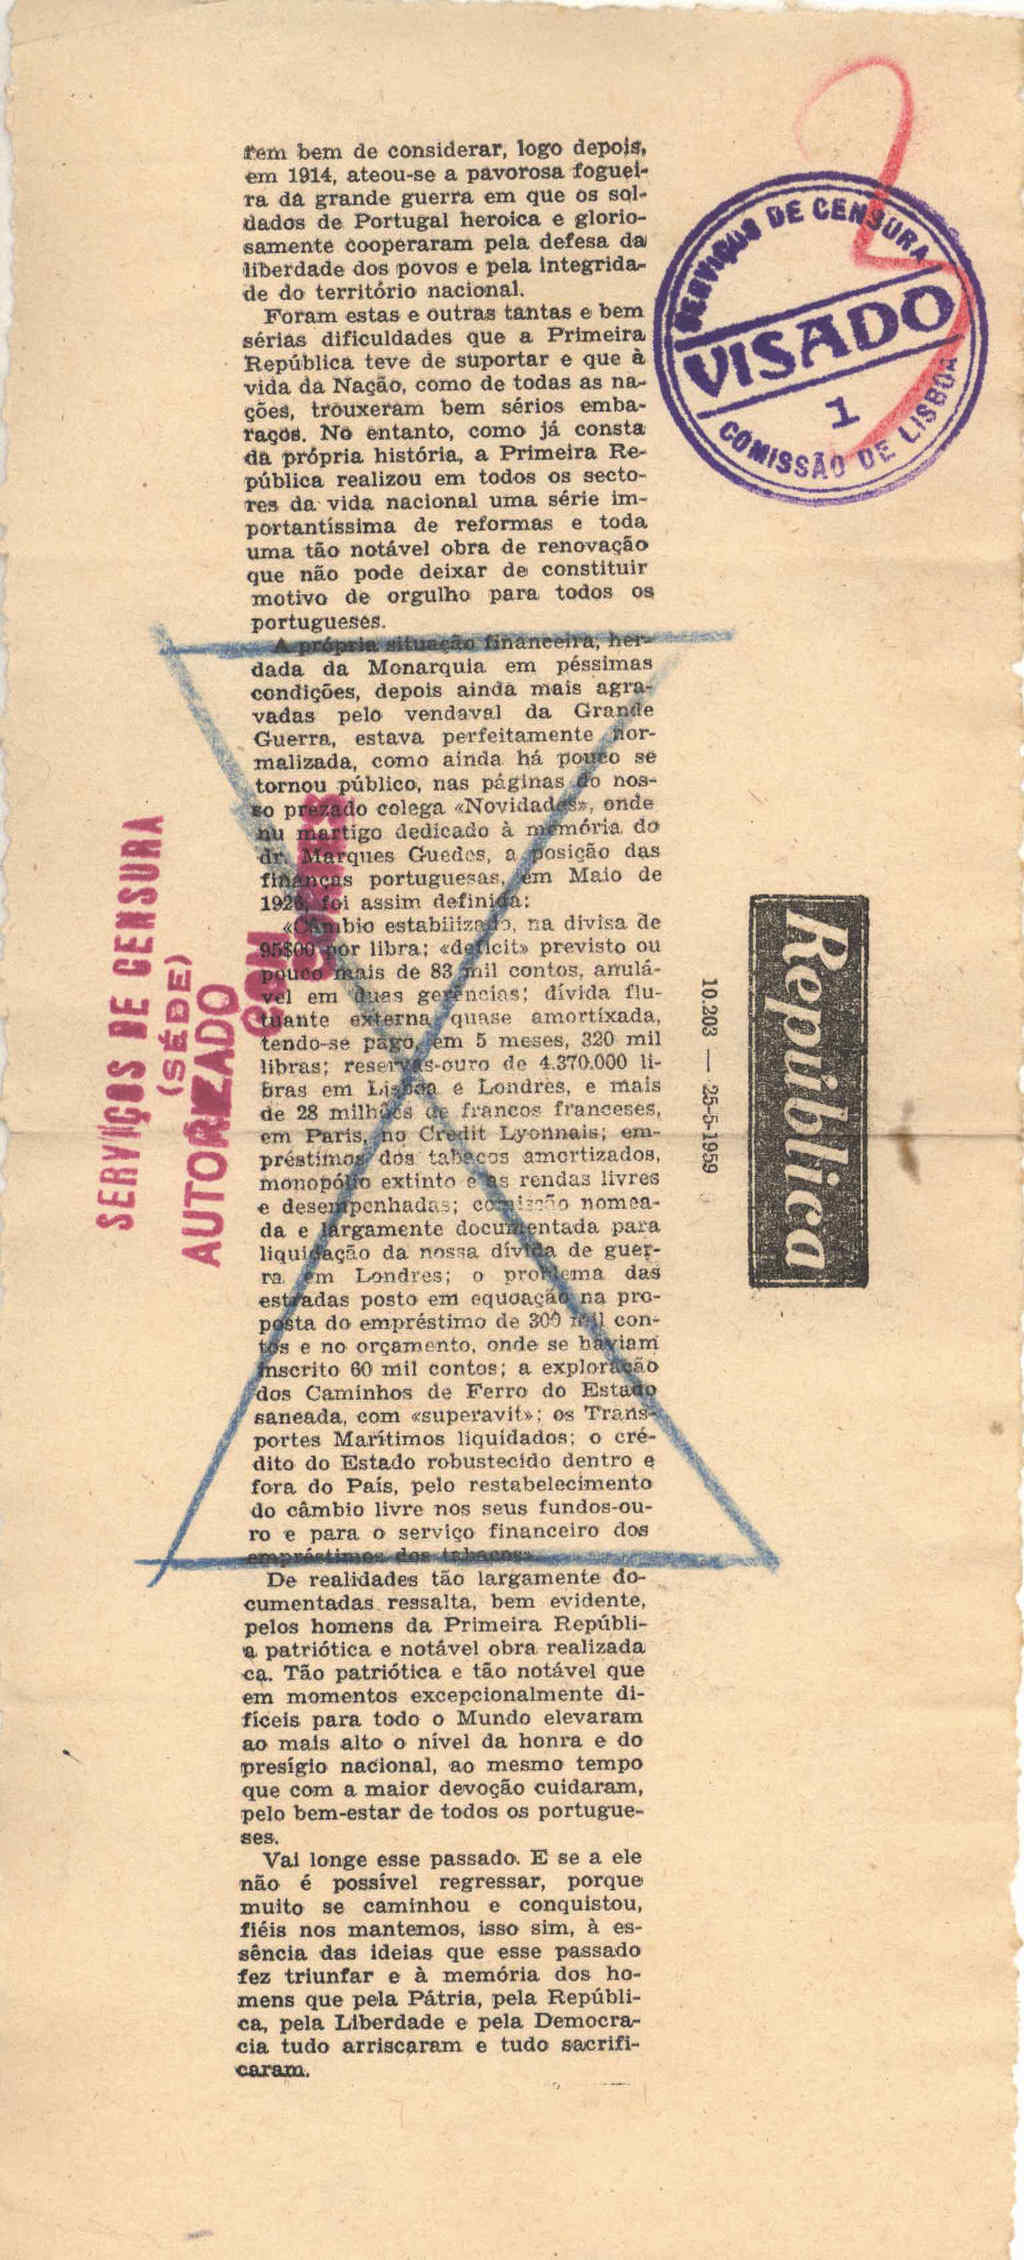 tem bem de considerar, logo depois,
em 1914, ateou-se a pavorosa foguei-
ra da grande guerra em que os sol-
dados de Portugal heroica e glorio-
samente cooperaram pela defesa da
liberdade dos povos e pela integrida-
de do território nacional.
Foram estas e outras tantas e bem
sérias dificuldades que a Primeira
República teve de suportar e que à
vida da Nação, como de todas as na-
ções, trouxeram bem sérios emba-
raços. No entanto, como já consta
da própria história, a Primeira Re-
pública realizou em todos os secto-
res da vida nacional uma série im-
portantíssima de reformas e toda
uma tão notável obra de renovação
que não pode deixar de constituir
motivo de orgulho para todos os
portugueses.
A própria situação financeira, her-
dada da Monarquia em péssimas
condições, depois ainda mais agra-
vadas pelo vendaval da Grande
Guerra, estava perfeitamente nor-
malizada, como ainda há pouco se
tornou público, nas páginas do nos-
so prezado colega «Novidades», onde
nu martigo dedicado à memória do
dr. Marques Guedes, a posição das
finanças portuguesas, em Maio de
1926, foi assim definida:
«Câmbio estabilizado, na divisa de
95$00 por libra; «deficit» previsto ou
pouco mais de 83 mil contos, anulá-
vel em duas gerências; dívida flu-
tuante externa quase amortixada,
tendo-se pago, em 5 meses, 320 mil
libras; reservas-ouro de 4.370.000 li-
bras em Lisboa e Londres, e mais
de 28 milhões de francos franceses,
em Paris, no Crédit Lyonnais; em-
préstimos dos tabacos amortizados,
monopólio extinto e as rendas livres
e desempenhadas; comissão nomea-
da e largamente documentada para
liquidação da nossa dívida de guer-
ra em Londres; o problema das
estradas posto em equoação na pro-
posta do empréstimo de 300 mil con-
tos e no orçamento, onde se haviam
inscrito 60 mil contos; a exploração
dos Caminhos de Ferro do Estado
saneada, com «superavit»; os Trans-
portes Marítimos liquidados; o cré-
dito do Estado robustecido dentro e
fora do País, pelo restabelecimento
do câmbio livre nos seus fundos-ou-
ro e para o serviço financeiro dos
empréstimos dos tabacos».
De realidades tão largamente do-
cumentadas ressalta, bem evidente,
pelos homens da Primeira Repúbli-
a patriótica e notável obra realizada
ca. Tão patriótica e tão notável que
em momentos excepcionalmente di-
fíceis para todo o Mundo elevaram
ao mais alto o nível da honra e do
presígio nacional, ao mesmo tempo
que com a maior devoção cuidaram,
pelo bem-estar de todos os portugue-
ses.
Vai longe esse passado. E se a ele
não é possível regressar, porque
muito se caminhou e conquistou,
fiéis nos mantemos, isso sim, à es-
sência das ideias que esse passado
fez triunfar e à memória dos ho-
mens que pela Pátria, pela Repúbli-
ca, pela Liberdade e pela Democra-
cia tudo arriscaram e tudo sacrifi-
caram.
SERVIÇOS DE CENSURA
VISADO
1
COMISSÃO DE LISBOA
SERVIÇOS DE CENSURA
(SÉDE)
AUTORIZADO
COM
CORTES
República
10.203 — 25-5-1959